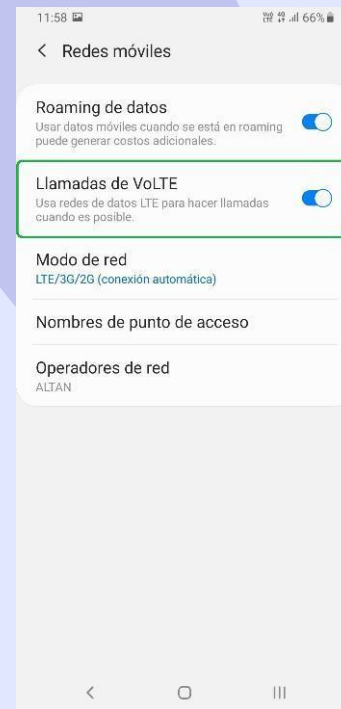 11:58 66%
Redes móviles
Roaming de datos
Usar datos móviles cuando se está en roaming
puede generar costos adicionales.
Llamadas de VoLTE
Usa redes de datos LTE para hacer llamadas
cuando es posible.
Modo de red
LTE/3G/2G (conexión automática)
Nombres de punto de acceso
Operadores de red
ALTAN